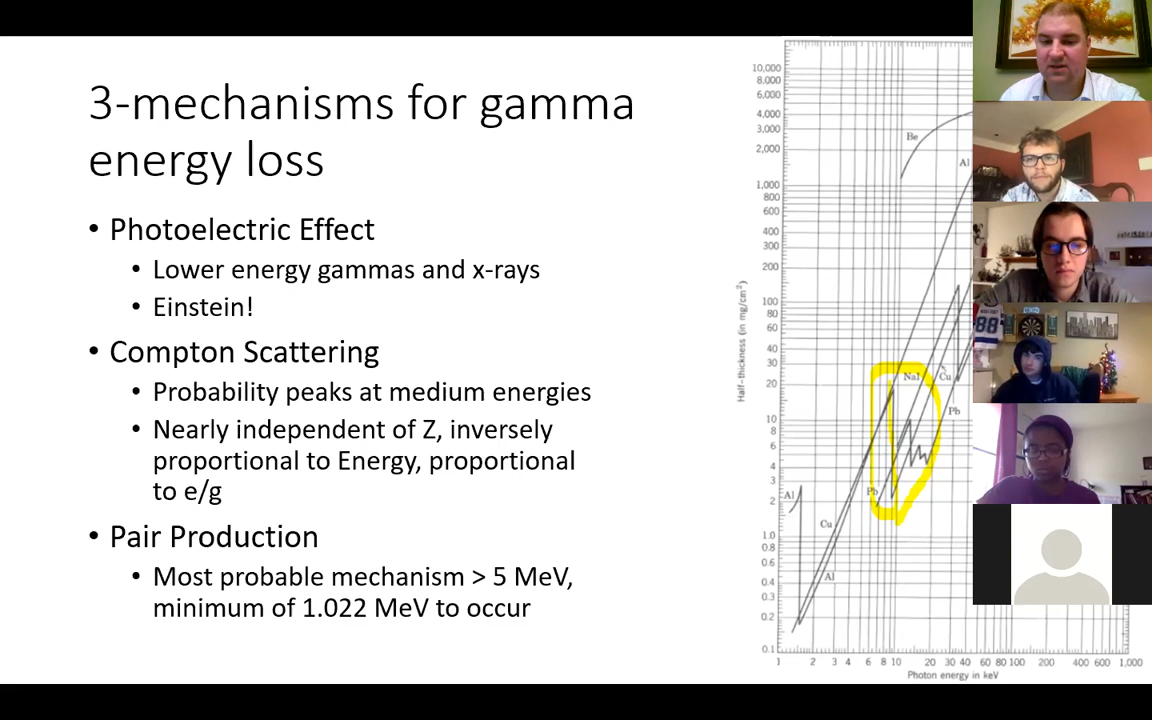 3-mechanisms for gamma
energy loss
• Photoelectric Effect
• Lower energy gammas and x-rays
• Einstein!
• Compton Scattering
• Probability peaks at medium energies
• Nearly independent of Z, inversely
proportional to Energy, proportional
to e/g
• Pair Production
• Most probable mechanism > 5 MeV,
minimum of 1.022 MeV to occur
Half-thickness (in mg/cm²)
10,000
8,000
6,000
4,000
3,000
2,000
1,000
800
600
400
300
200
100
80
60
40
30
20
10
8
6
4
3
2
1.0
0.8
0.6
0.4
0.3
0.2
0.1
Be
Al
NaI
Cu
Pb
Pb
Al
Cu
Al
1 2 3 4 6 8 10 20 30 40 60 80 100 200 400 600 1,000
Photon energy in keV
88